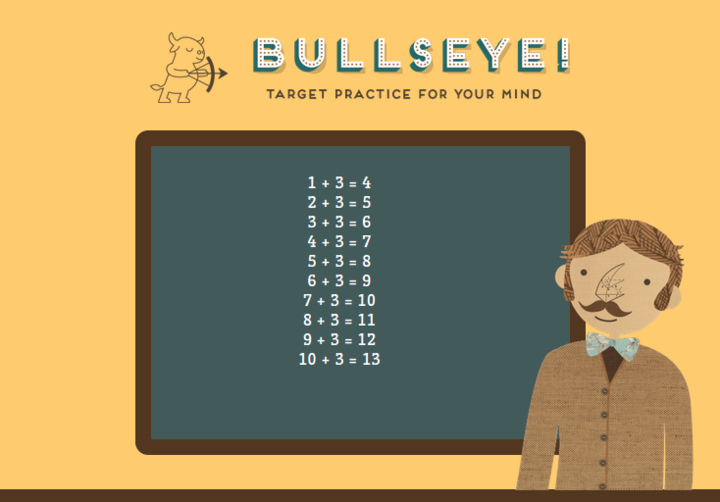 BULLSEYE!
TARGET PRACTICE FOR YOUR MIND
1 + 3 = 4
2 + 3 = 5
3 + 3 = 6
4 + 3 = 7
5 + 3 = 8
6 + 3 = 9
7 + 3 = 10
8 + 3 = 11
9 + 3 = 12
10 + 3 = 13